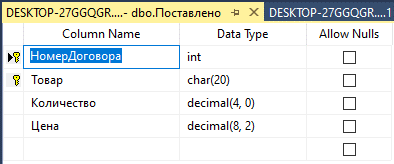 DESKTOP-27GGQGR....- dbo.Поставлено
DESKTOP-27GGQGR....1
Column Name Data Type Allow Nulls
НомерДоговора int
Товар char(20)
Количество decimal(4, 0)
Цена decimal(8, 2)